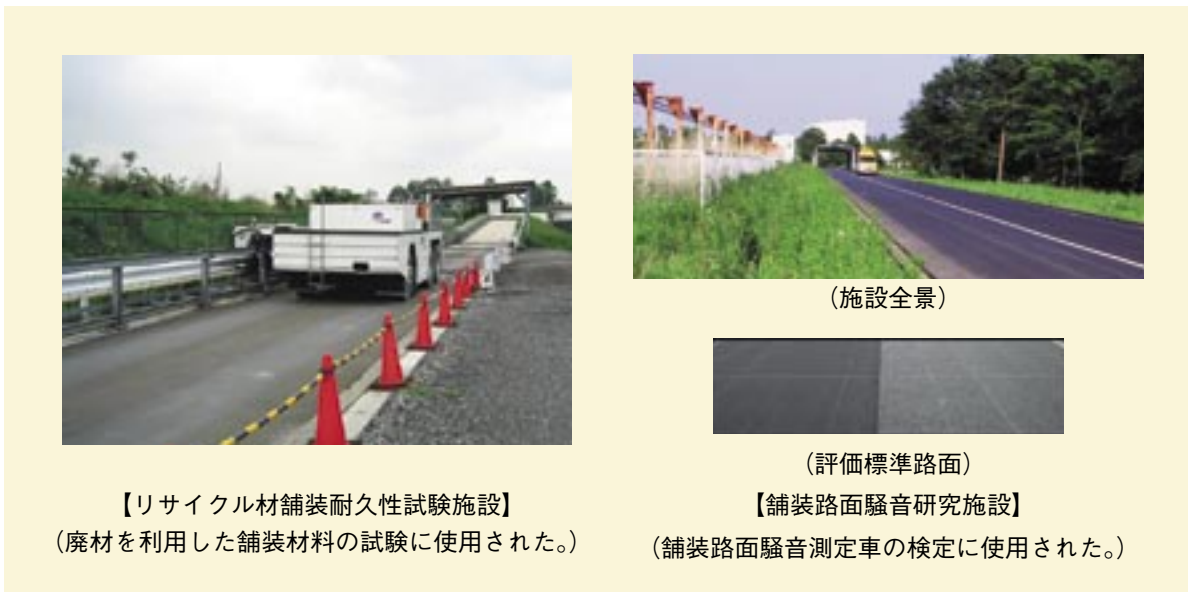 【リサイクル材舗装耐久性試験施設】
（廃材を利用した舗装材料の試験に使用された。）
（施設全景）
（評価標準路面）
【舗装路面騒音研究施設】
（舗装路面騒音測定車の検定に使用された。）